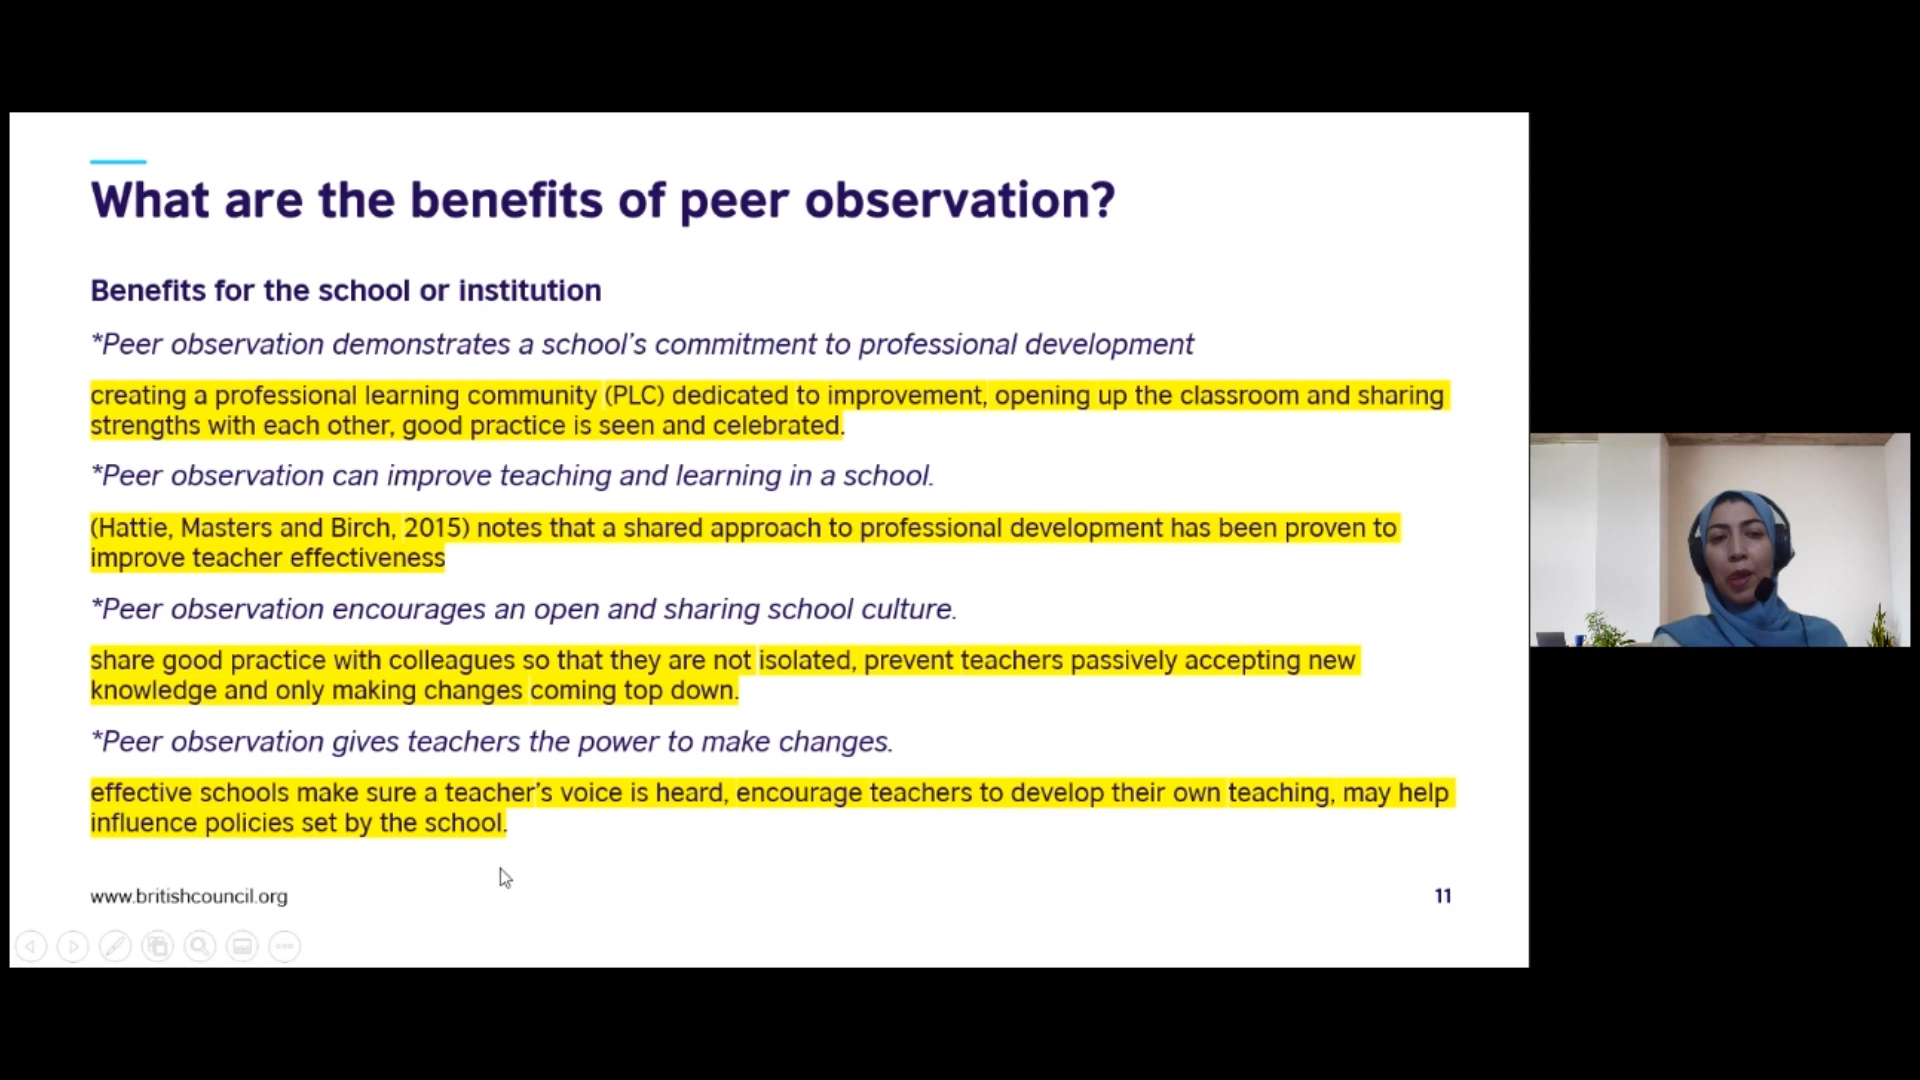 What are the benefits of peer observation?
Benefits for the school or institution
*Peer observation demonstrates a school's commitment to professional development
creating a professional learning community (PLC) dedicated to improvement, opening up the classroom and sharing
strengths with each other, good practice is seen and celebrated.
*Peer observation can improve teaching and learning in a school.
(Hattie, Masters and Birch, 2015) notes that a shared approach to professional development has been proven to
improve teacher effectiveness
*Peer observation encourages an open and sharing school culture.
share good practice with colleagues so that they are not isolated, prevent teachers passively accepting new
knowledge and only making changes coming top down.
*Peer observation gives teachers the power to make changes.
effective schools make sure a teacher's voice is heard, encourage teachers to develop their own teaching, may help
influence policies set by the school.
www.britishcouncil.org
11